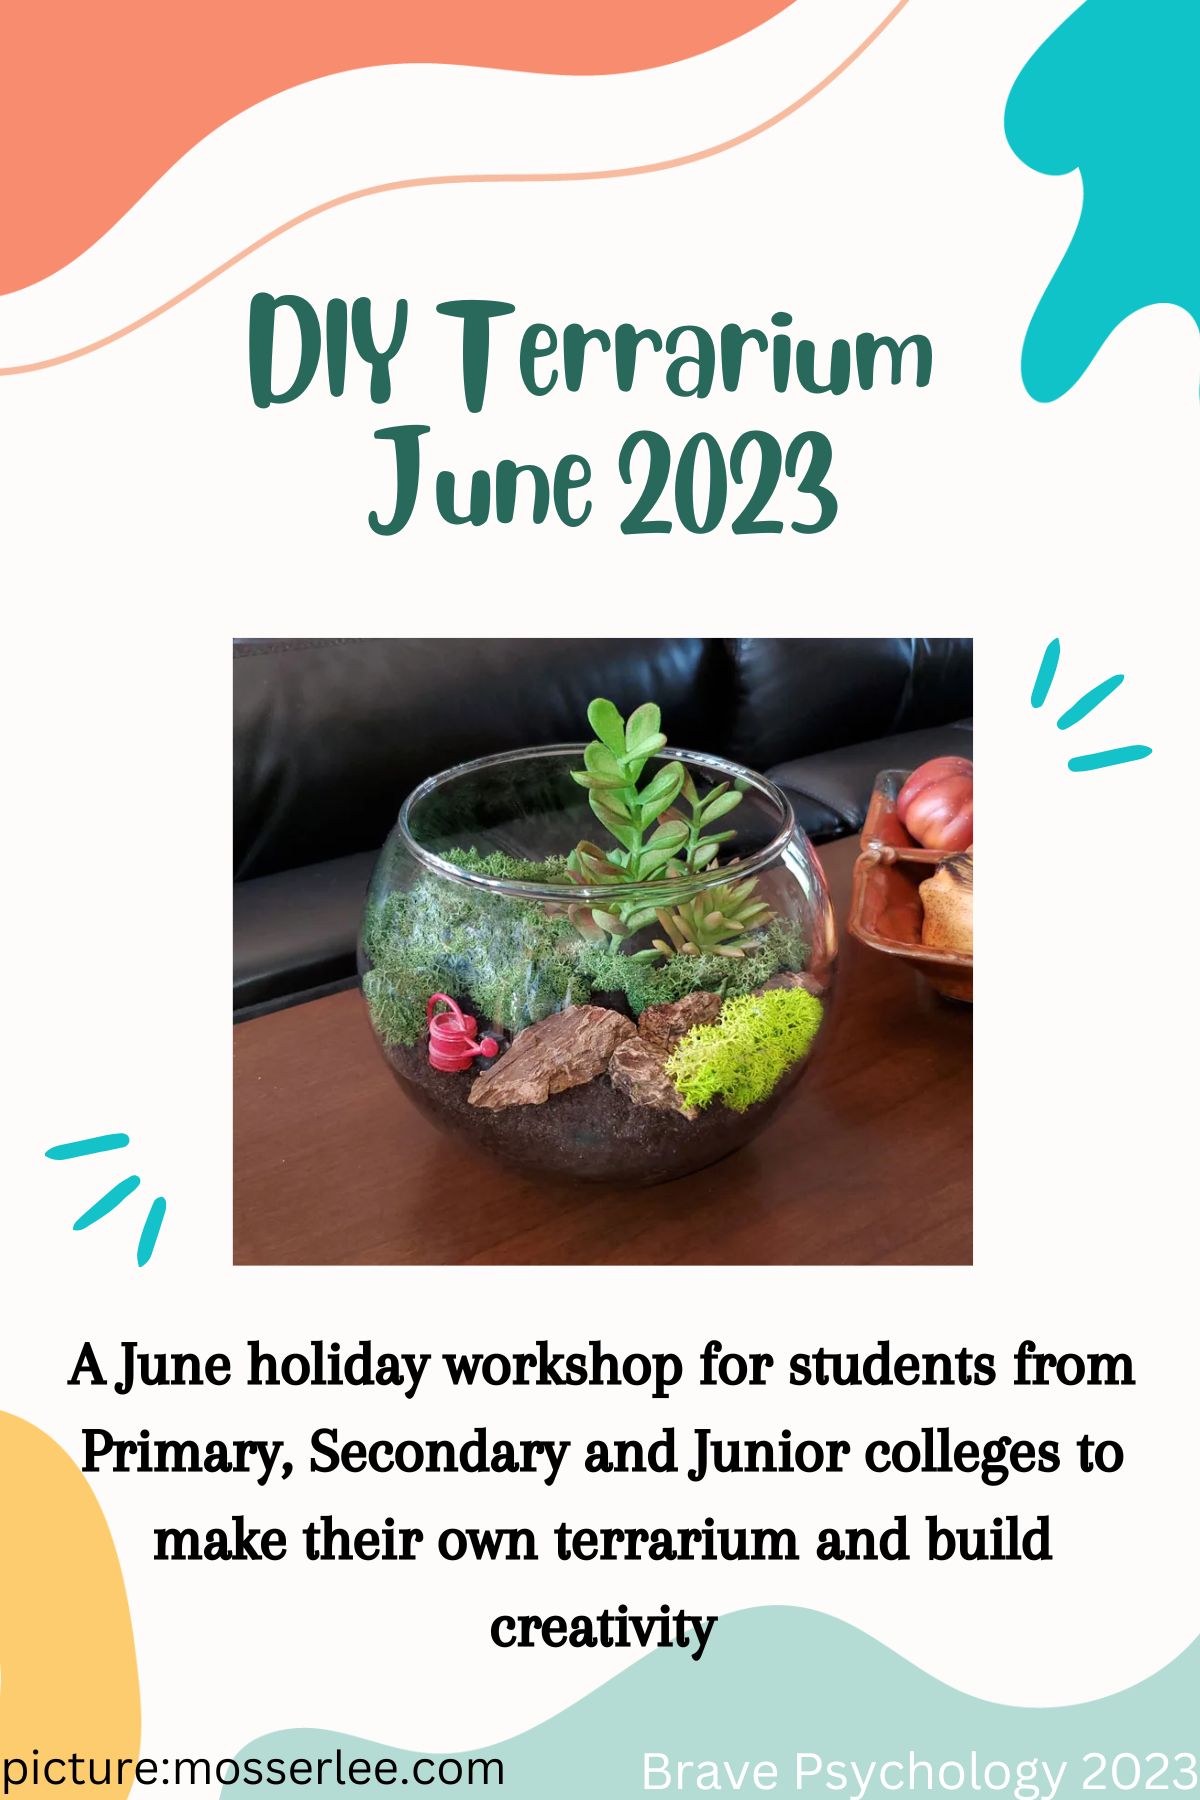 DIY Terrarium
June 2023
A June holiday workshop for students from
Primary, Secondary and Junior colleges to
make their own terrarium and build
creativity
picture:mosserlee.com
Brave Psychology 2023